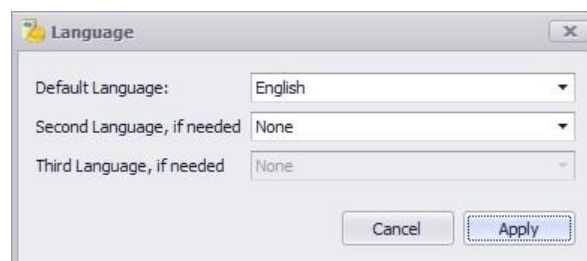 Language
Default Language: English
Second Language, if needed None
Third Language, if needed None
Cancel Apply